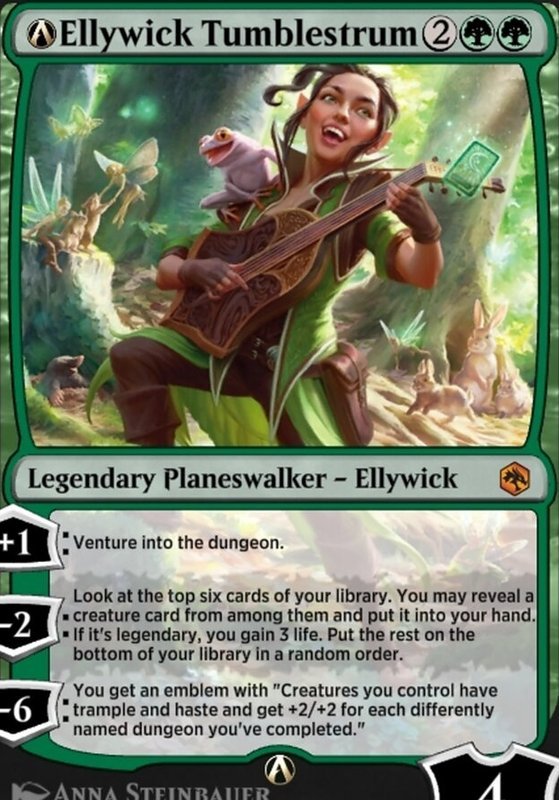 Ellywick Tumblestrum 2
Legendary Planeswalker – Ellywick
+1 : Venture into the dungeon.
Look at the top six cards of your library. You may reveal a
−2 : creature card from among them and put it into your hand.
If it's legendary, you gain 3 life. Put the rest on the
bottom of your library in a random order.
You get an emblem with "Creatures you control have
−6 : trample and haste and get +2/+2 for each differently
named dungeon you've completed."
Anna Steinbauer
4